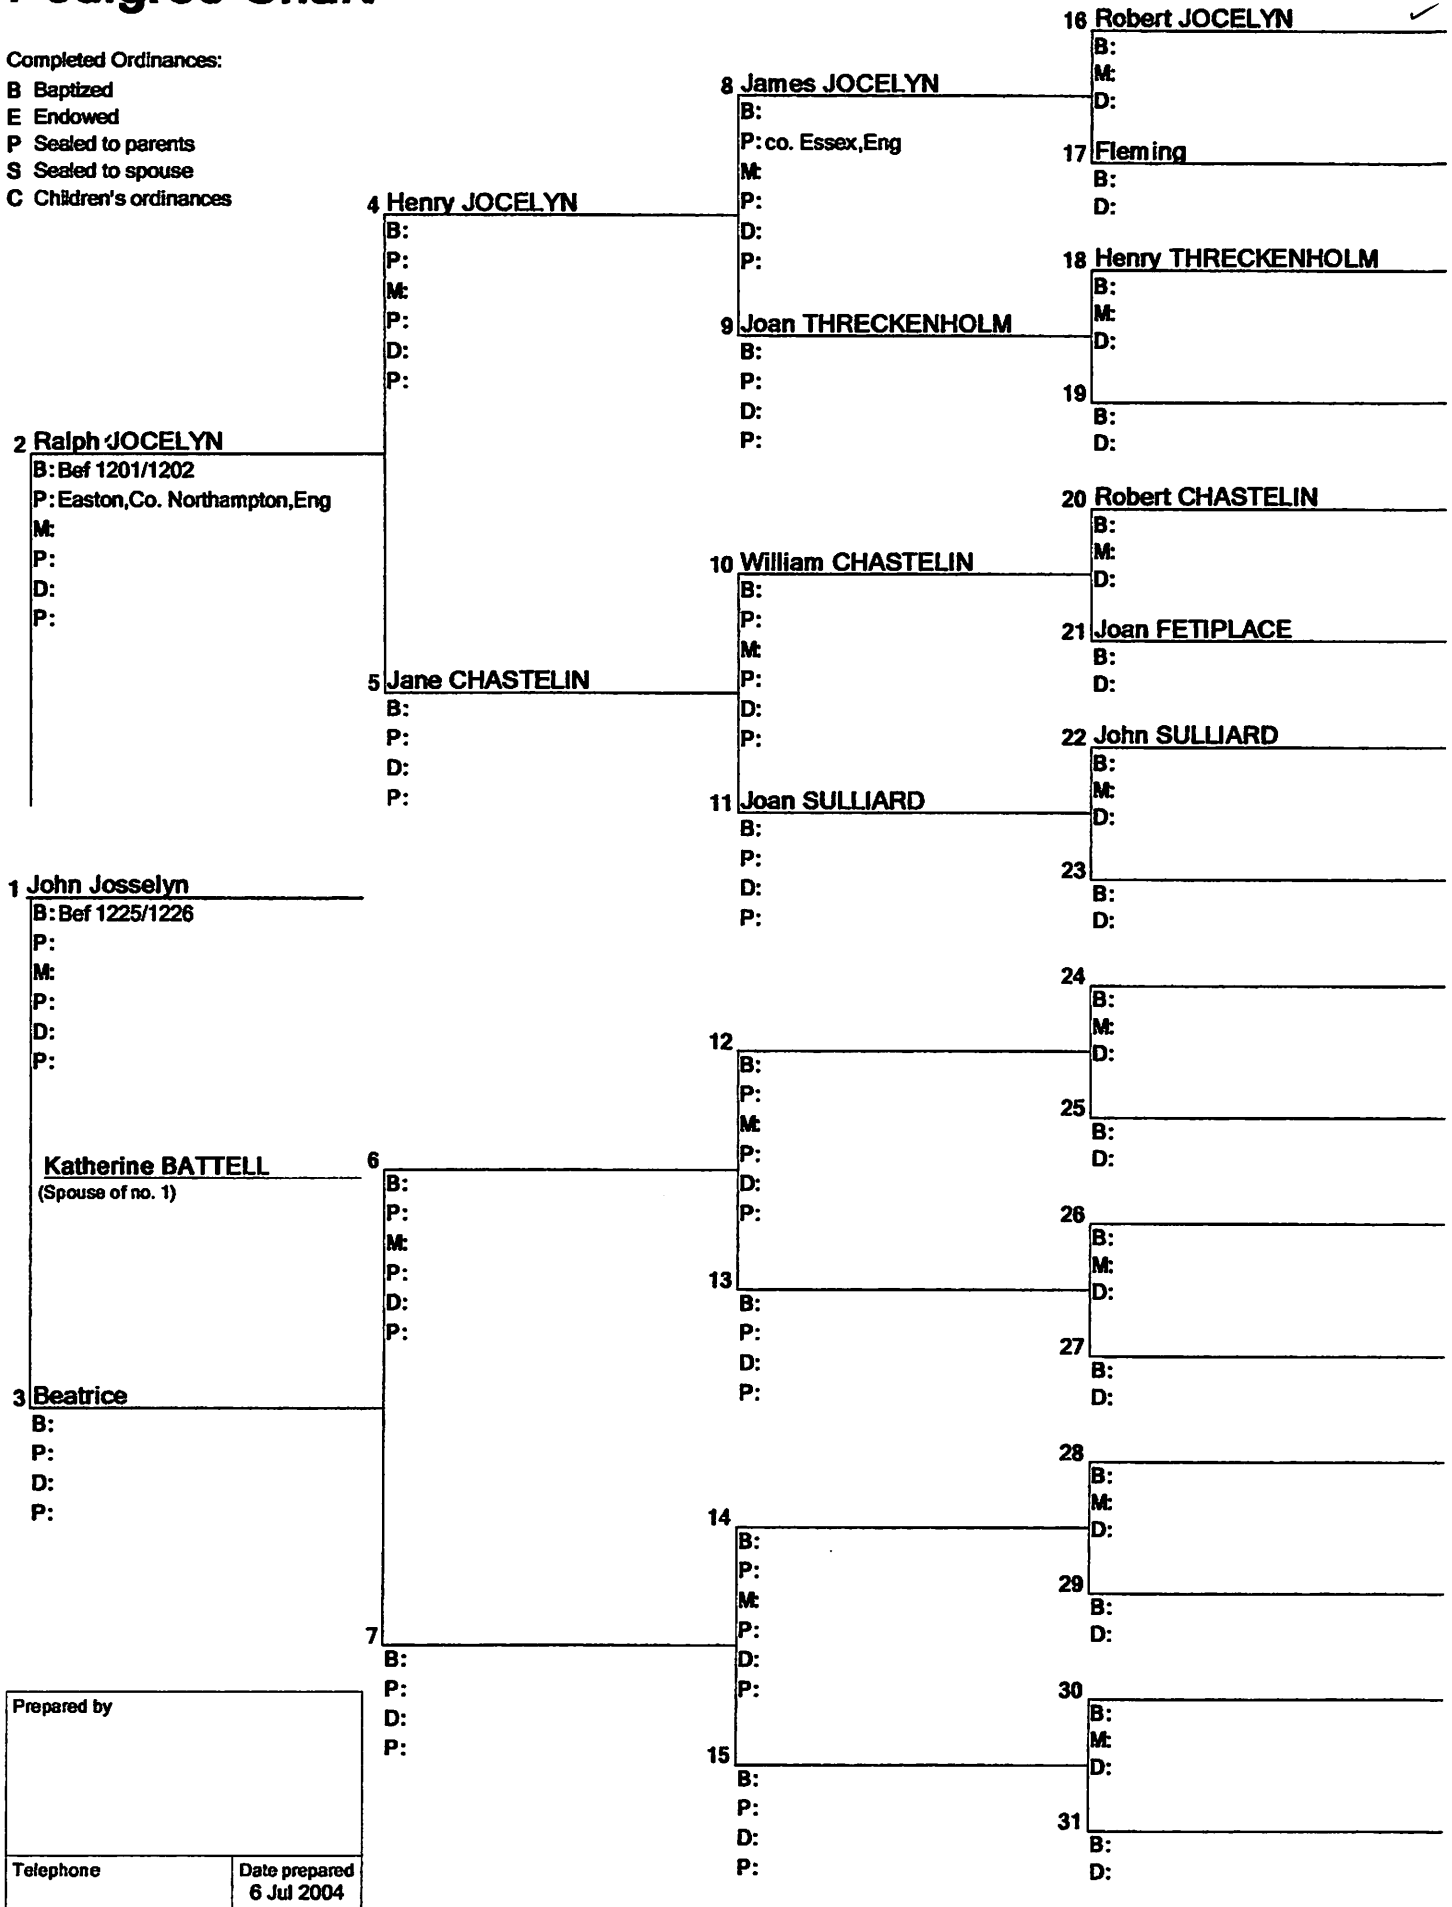 Completed Ordinances:
B Baptized
E Endowed
P Sealed to parents
S Sealed to spouse
C Children's ordinances
2 Ralph JOCELYN
B: Bef 1201/1202
P: Easton,Co. Northampton,Eng
M:
P:
D:
P:
1 John Josselyn
B: Bef 1225/1226
P:
M:
P:
D:
P:
Katherine BATTELL
(Spouse of no. 1)
3 Beatrice
B:
P:
D:
P:
Prepared by
Telephone
Date prepared
6 Jul 2004
4 Henry JOCELYN
B:
P:
M:
P:
D:
P:
5 Jane CHASTELIN
B:
P:
D:
P:
6
B:
P:
M:
P:
D:
P:
7
B:
P:
D:
P:
8 James JOCELYN
B:
P: co. Essex,Eng
M:
P:
D:
P:
9 Joan THRECKENHOLM
B:
P:
D:
P:
10 William CHASTELIN
B:
P:
M:
P:
D:
P:
11 Joan SULLIARD
B:
P:
D:
P:
12
B:
P:
M:
P:
D:
P:
13
B:
P:
D:
P:
14
B:
P:
M:
P:
D:
P:
15
B:
P:
D:
P:
16 Robert JOCELYN
B:
M:
D:
17 Fleming
B:
D:
18 Henry THRECKENHOLM
B:
M:
D:
19
B:
D:
20 Robert CHASTELIN
B:
M:
D:
21 Joan FETIPLACE
B:
D:
22 John SULLIARD
B:
M:
D:
23
B:
D:
24
B:
M:
D:
25
B:
D:
26
B:
M:
D:
27
B:
D:
28
B:
M:
D:
29
B:
D:
30
B:
M:
D:
31
B:
D: